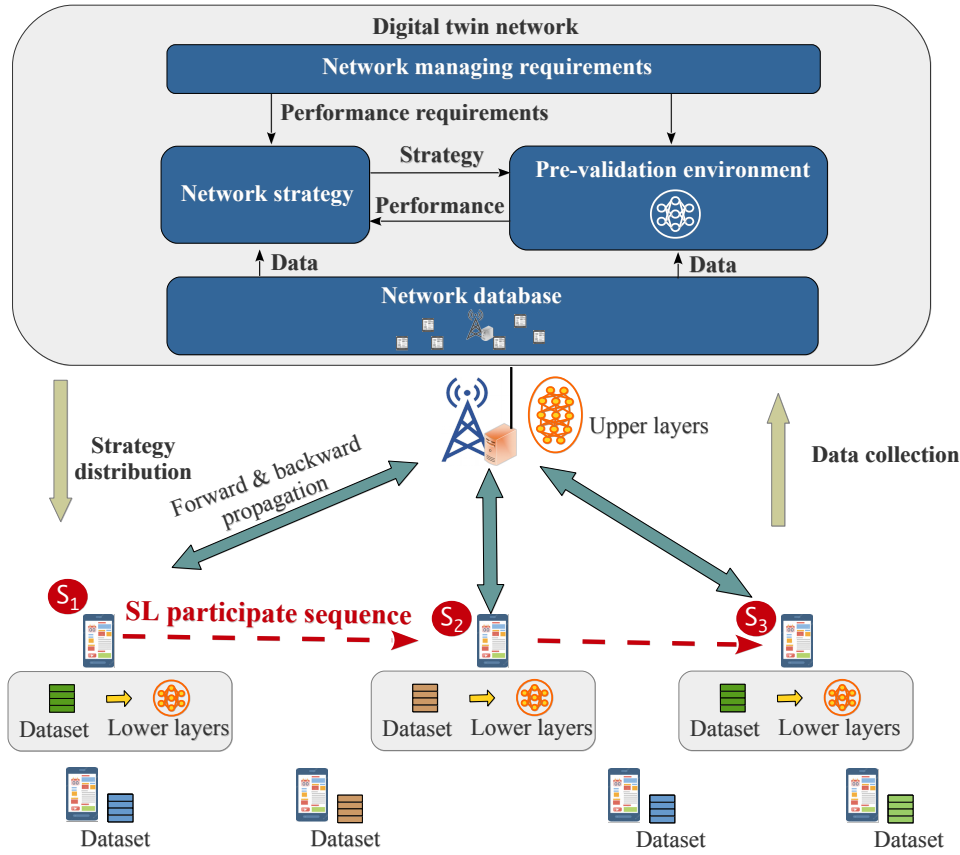 Digital twin network
Network managing requirements
Performance requirements
Network strategy
Strategy
Performance
Pre-validation environment
Data
Data
Network database
Strategy
distribution
Forward & backward
propagation
Upper layers
Data collection
S1
SL participate sequence
S2
S3
Dataset
Lower layers
Dataset
Lower layers
Dataset
Lower layers
Dataset
Dataset
Dataset
Dataset